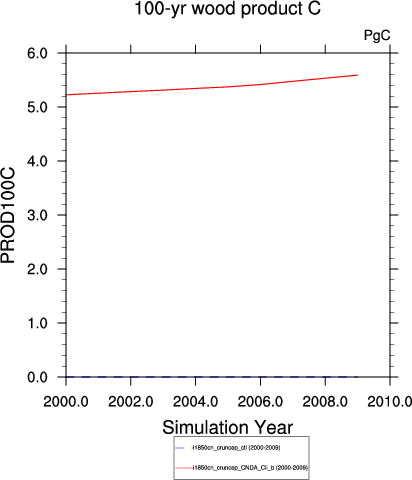 100-yr wood product C
PgC
PROD100C
6.0
5.0
4.0
3.0
2.0
1.0
0.0
2000.0 2002.0 2004.0 2006.0 2008.0 2010.0
Simulation Year
i1850cn_cruncep_ctl (2000-2009)
i1850cn_cruncep_CNDA_Cli_b (2000-2009)